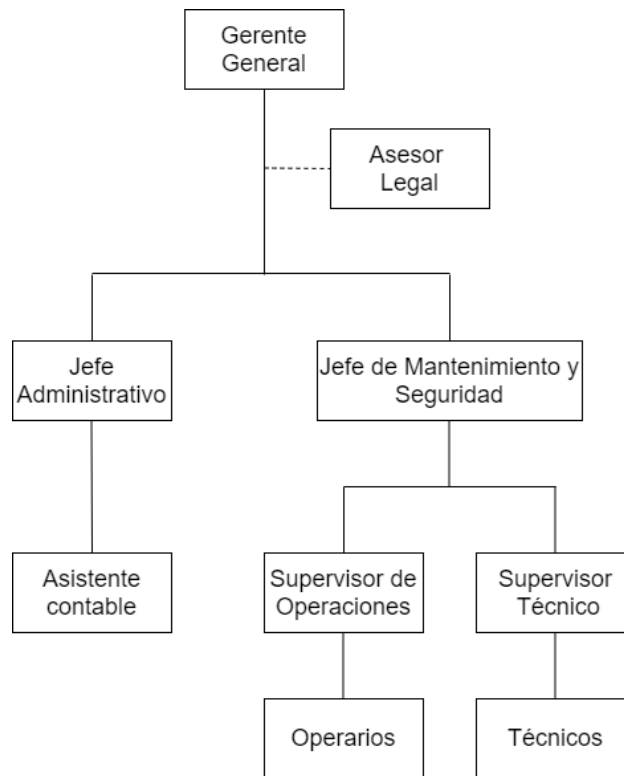 Gerente
General
Asesor
Legal
Jefe
Administrativo
Jefe de Mantenimiento y
Seguridad
Asistente
contable
Supervisor de
Operaciones
Supervisor
Técnico
Operarios
Técnicos